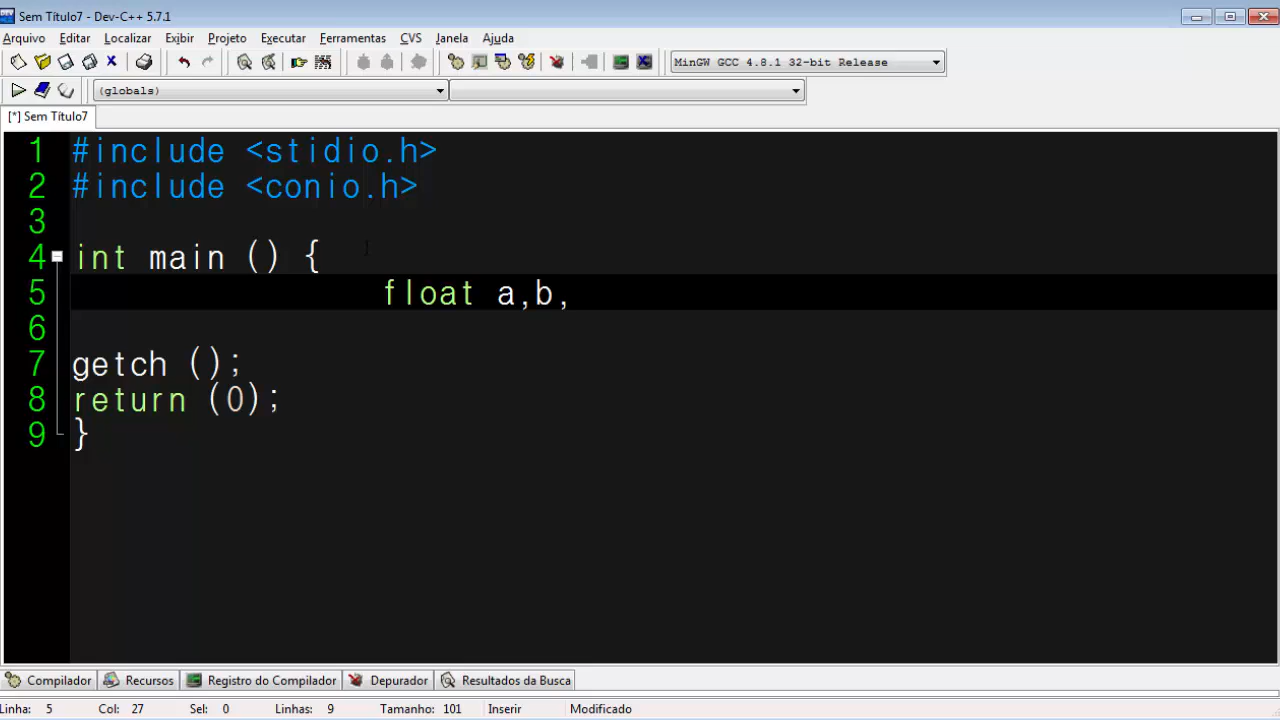 Sem Título7 - Dev-C++ 5.7.1
Arquivo Editar Localizar Exibir Projeto Executar Ferramentas CVS Janela Ajuda
MinGW GCC 4.8.1 32-bit Release
(globals)
[*] Sem Título7
1 #include <stidio.h>
2 #include <conio.h>
3
4 int main () {
5 float a,b,
6
7 getch ();
8 return (0);
9 }
Compilador Recursos Registro do Compilador Depurador Resultados da Busca
Linha: 5 Col: 27 Sel: 0 Linhas: 9 Tamanho: 101 Inserir Modificado